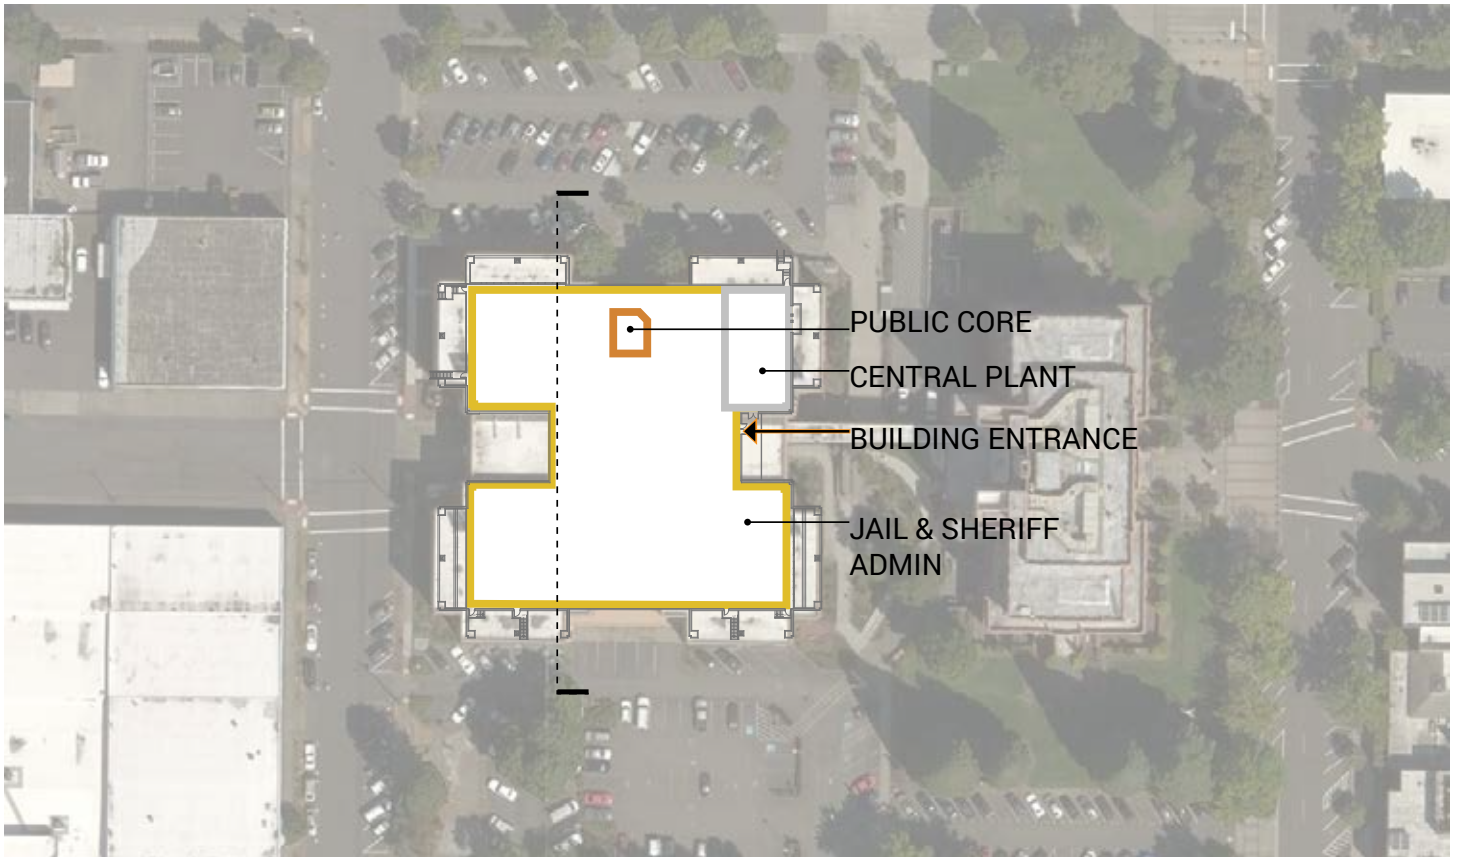 PUBLIC CORE
CENTRAL PLANT
BUILDING ENTRANCE
JAIL & SHERIFF
ADMIN